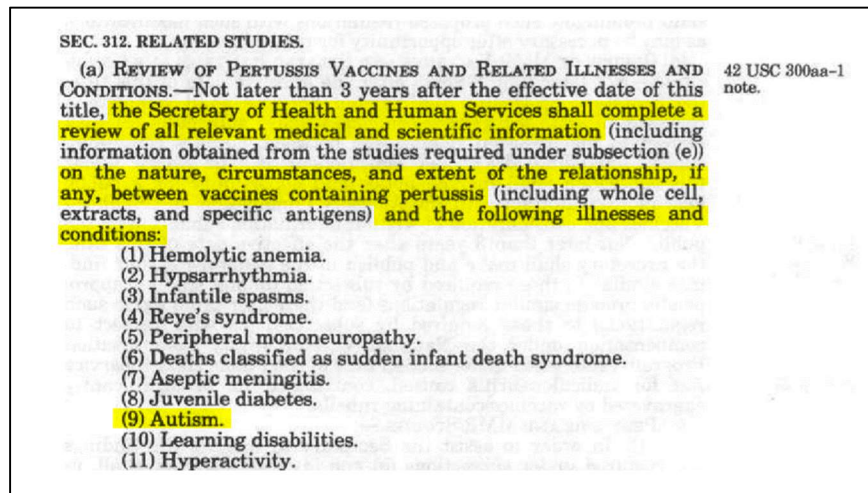 SEC. 312. RELATED STUDIES.
(a) REVIEW OF PERTUSSIS VACCINES AND RELATED ILLNESSES AND
CONDITIONS.—Not later than 3 years after the effective date of this
title, the Secretary of Health and Human Services shall complete a
review of all relevant medical and scientific information (including
information obtained from the studies required under subsection (e))
on the nature, circumstances, and extent of the relationship, if
any, between vaccines containing pertussis (including whole cell,
extracts, and specific antigens) and the following illnesses and
conditions:
(1) Hemolytic anemia.
(2) Hypsarrhythmia.
(3) Infantile spasms.
(4) Reye's syndrome.
(5) Peripheral mononeuropathy.
(6) Deaths classified as sudden infant death syndrome.
(7) Aseptic meningitis.
(8) Juvenile diabetes.
(9) Autism.
(10) Learning disabilities.
(11) Hyperactivity.
42 USC 300aa-1
note.